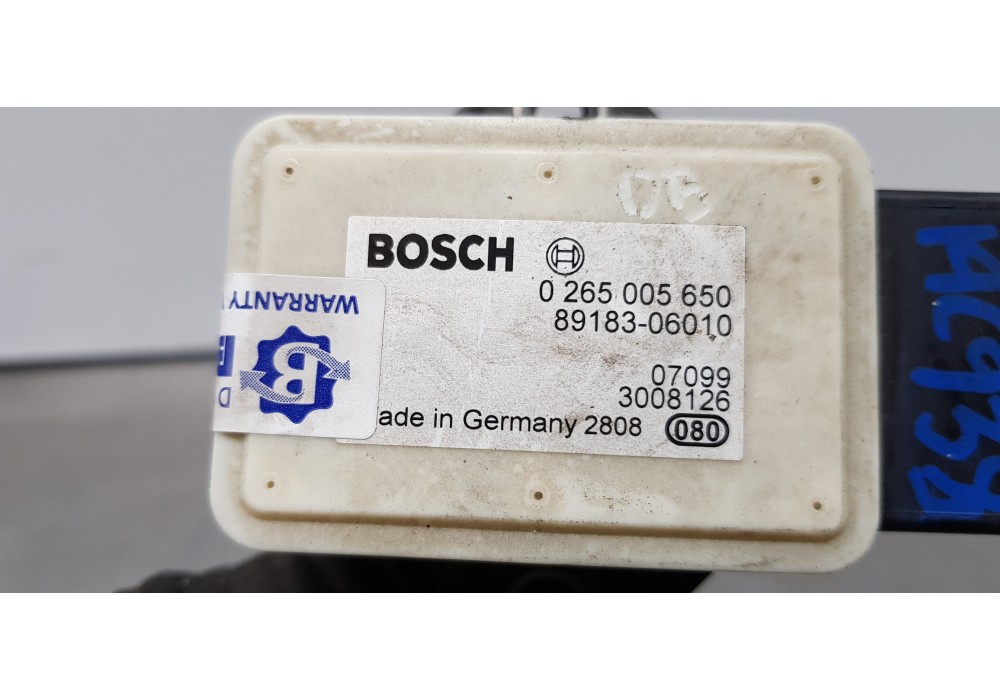 BOSCH
0 265 005 650
89183-06010
07099
3008126
ade in Germany 2808
080
WARRANTY
B
D